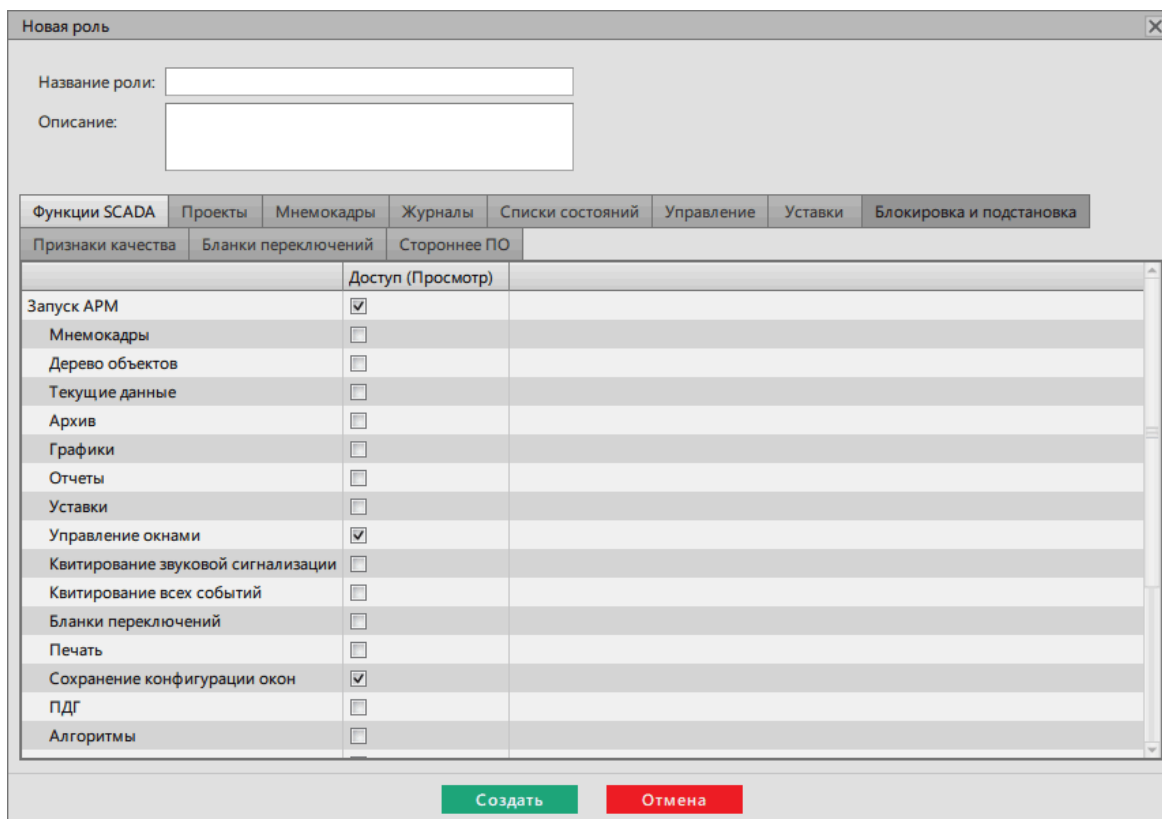 Новая роль
Название роли:
Описание:
Функции SCADA Проекты Мнемокадры Журналы Списки состояний Управление Уставки Блокировка и подстановка
Признаки качества Бланки переключений Стороннее ПО
Доступ (Просмотр)
Запуск АРМ
Мнемокадры
Дерево объектов
Текущие данные
Архив
Графики
Отчеты
Уставки
Управление окнами
Квитирование звуковой сигнализации
Квитирование всех событий
Бланки переключений
Печать
Сохранение конфигурации окон
ПДГ
Алгоритмы
Создать Отмена